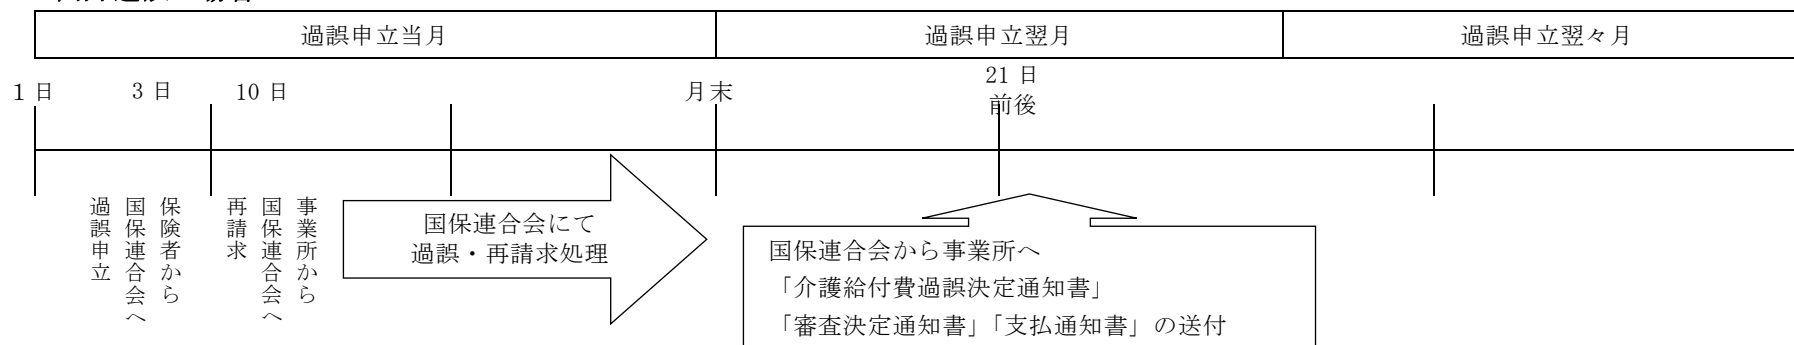 過誤申立当月
過誤申立翌月
過誤申立翌々月
1日
3日
10日
月末
21日
前後
保険者から
国保連合会へ
過誤申立
事業所から
国保連合会へ
再請求
国保連合会にて
過誤・再請求処理
国保連合会から事業所へ
「介護給付費過誤決定通知書」
「審査決定通知書」「支払通知書」の送付